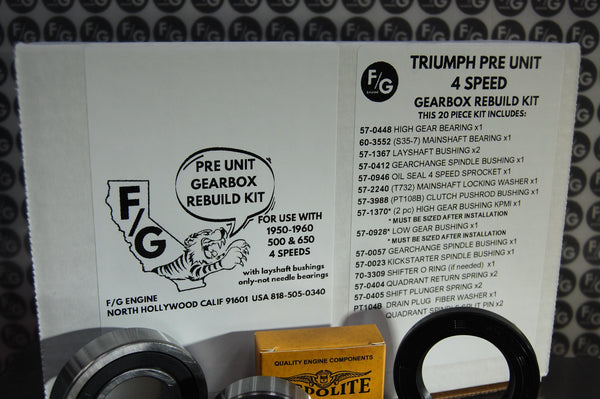 PRE UNIT
GEARBOX
REBUILD KIT
F/G
FOR USE WITH
1950-1960
500 & 650
4 SPEEDS
with layshaft bushings
only-not needle bearings
F/G ENGINE
NORTH HOLLYWOOD CALIF 91601 USA 818-505-0340
F/G
ENGINE
TRIUMPH PRE UNIT
4 SPEED
GEARBOX REBUILD KIT
THIS 20 PIECE KIT INCLUDES:
57-0448 HIGH GEAR BEARING x1
60-3552 (S35-7) MAINSHAFT BEARING x1
57-1367 LAYSHAFT BUSHING x2
57-0412 GEARCHANGE SPINDLE BUSHING x1
57-0946 OIL SEAL 4 SPEED SPROCKET x1
57-2240 (T732) MAINSHAFT LOCKING WASHER x1
57-3988 (PT108B) CLUTCH PUSHROD BUSHING x1
57-1370* (2 pc) HIGH GEAR BUSHING KPMI x1
* MUST BE SIZED AFTER INSTALLATION
57-0928* LOW GEAR BUSHING x1
* MUST BE SIZED AFTER INSTALLATION
57-0057 GEARCHANGE SPINDLE BUSHING x1
57-0023 KICKSTARTER SPINDLE BUSHING x1
70-3309 SHIFTER O RING (if needed) x1
57-0404 QUADRANT RETURN SPRING x2
57-0405 SHIFT PLUNGER SPRING x2
PT104B DRAIN PLUG FIBER WASHER x1
QUADRANT SPINDLE SPLIT PIN x2
QUALITY ENGINE COMPONENTS